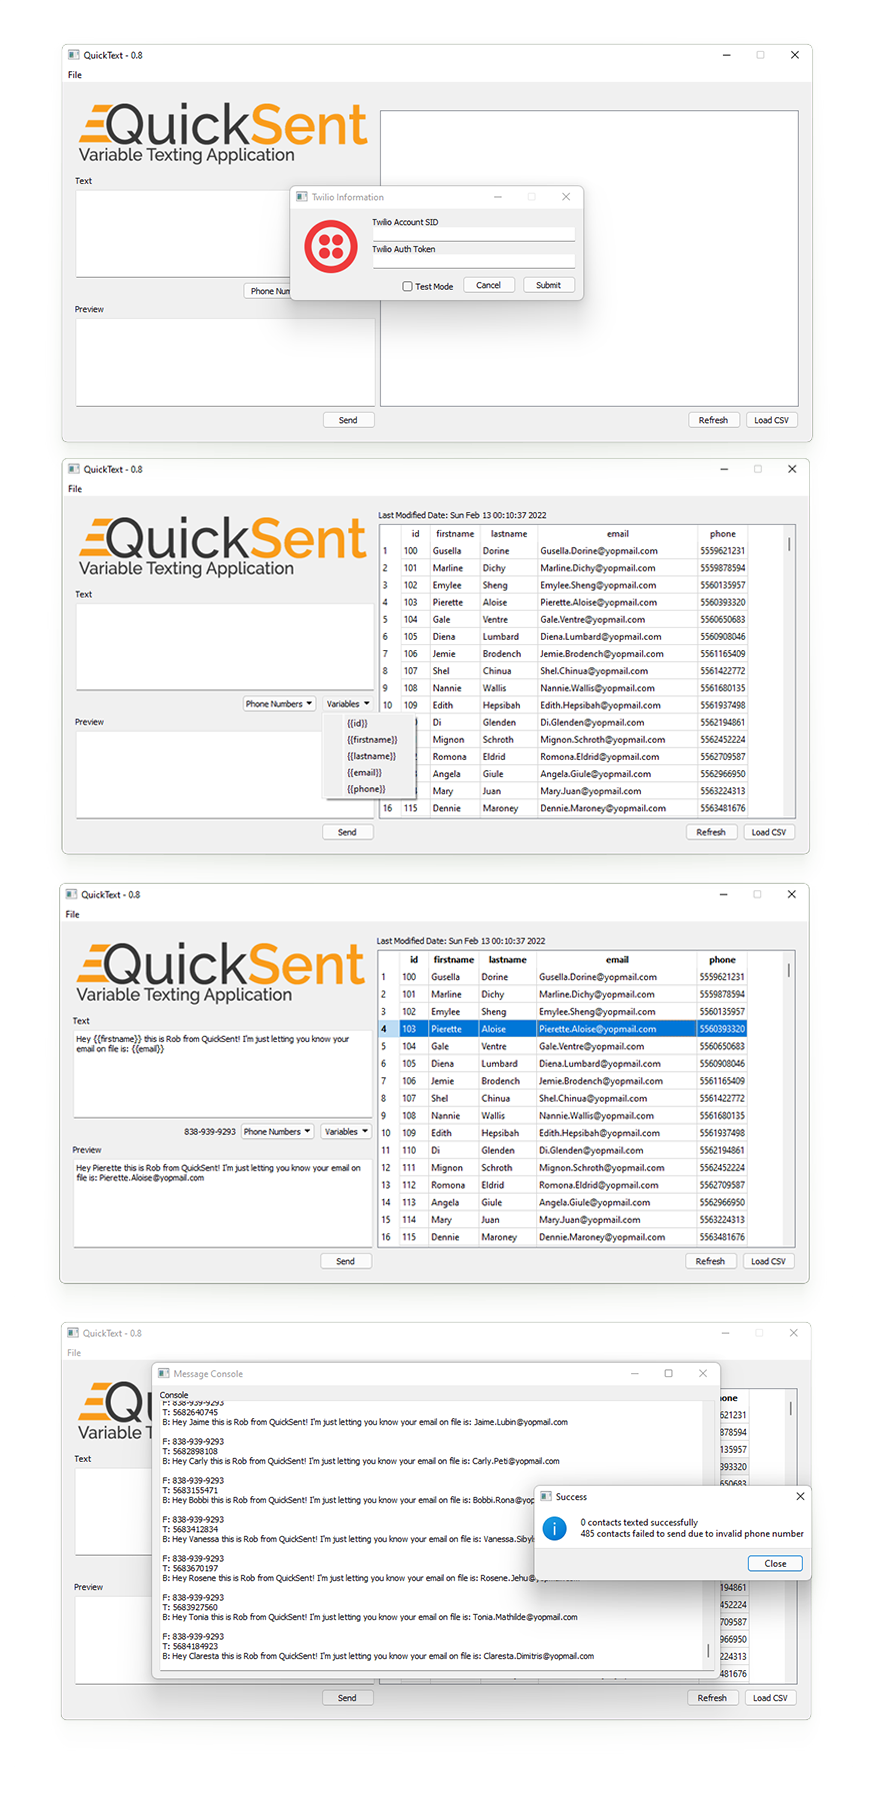 QuickText - 0.8
File
QuickSent
Variable Texting Application
Text
Twilio Information
Twilio Account SID
Twilio Auth Token
Test Mode Cancel Submit
Phone Num
Preview
Send Refresh Load CSV
QuickText - 0.8
File
QuickSent
Variable Texting Application
Text
Phone Numbers Variables
{{id}}
{{firstname}}
{{lastname}}
{{email}}
{{phone}}
Preview
Send
Last Modified Date: Sun Feb 13 00:10:37 2022
id firstname lastname email phone
1 100 Gusella Dorine Gusella.Dorine@yopmail.com 5559621231
2 101 Marline Dichy Marline.Dichy@yopmail.com 5559878594
3 102 Emylee Sheng Emylee.Sheng@yopmail.com 5560135957
4 103 Pierette Aloise Pierette.Aloise@yopmail.com 5560393320
5 104 Gale Ventre Gale.Ventre@yopmail.com 5560650683
6 105 Diena Lumbard Diena.Lumbard@yopmail.com 5560908046
7 106 Jemie Brodench Jemie.Brodench@yopmail.com 5561165409
8 107 Shel Chinua Shel.Chinua@yopmail.com 5561422772
9 108 Nannie Wallis Nannie.Wallis@yopmail.com 5561680135
10 109 Edith Hepsibah Edith.Hepsibah@yopmail.com 5561937498
Di Glenden Di.Glenden@yopmail.com 5562194861
Mignon Schroth Mignon.Schroth@yopmail.com 5562452224
Romona Eldrid Romona.Eldrid@yopmail.com 5562709587
Angela Giule Angela.Giule@yopmail.com 5562966950
Mary Juan Mary.Juan@yopmail.com 5563224313
16 115 Dennie Maroney Dennie.Maroney@yopmail.com 5563481676
Refresh Load CSV
QuickText - 0.8
File
QuickSent
Variable Texting Application
Text
Hey {{firstname}} this is Rob from QuickSent! I'm just letting you know your
email on file is: {{email}}
838-939-9293 Phone Numbers Variables
Preview
Hey Pierette this is Rob from QuickSent! I'm just letting you know your email on
file is: Pierette.Aloise@yopmail.com
Send
Last Modified Date: Sun Feb 13 00:10:37 2022
id firstname lastname email phone
1 100 Gusella Dorine Gusella.Dorine@yopmail.com 5559621231
2 101 Marline Dichy Marline.Dichy@yopmail.com 5559878594
3 102 Emylee Sheng Emylee.Sheng@yopmail.com 5560135957
4 103 Pierette Aloise Pierette.Aloise@yopmail.com 5560393320
5 104 Gale Ventre Gale.Ventre@yopmail.com 5560650683
6 105 Diena Lumbard Diena.Lumbard@yopmail.com 5560908046
7 106 Jemie Brodench Jemie.Brodench@yopmail.com 5561165409
8 107 Shel Chinua Shel.Chinua@yopmail.com 5561422772
9 108 Nannie Wallis Nannie.Wallis@yopmail.com 5561680135
10 109 Edith Hepsibah Edith.Hepsibah@yopmail.com 5561937498
11 110 Di Glenden Di.Glenden@yopmail.com 5562194861
12 111 Mignon Schroth Mignon.Schroth@yopmail.com 5562452224
13 112 Romona Eldrid Romona.Eldrid@yopmail.com 5562709587
14 113 Angela Giule Angela.Giule@yopmail.com 5562966950
15 114 Mary Juan Mary.Juan@yopmail.com 5563224313
16 115 Dennie Maroney Dennie.Maroney@yopmail.com 5563481676
Refresh Load CSV
QuickText - 0.8
File
Variable T
Text
Preview
Message Console
Console
F: 838-939-9293
T: 5682640745
B: Hey Jaime this is Rob from QuickSent! I'm just letting you know your email on file is: Jaime.Lubin@yopmail.com
F: 838-939-9293
T: 5682898108
B: Hey Carly this is Rob from QuickSent! I'm just letting you know your email on file is: Carly.Peti@yopmail.com
F: 838-939-9293
T: 5683155471
B: Hey Bobbi this is Rob from QuickSent! I'm just letting you know your email on file is: Bobbi.Rona@yop
F: 838-939-9293
T: 5683412834
B: Hey Vanessa this is Rob from QuickSent! I'm just letting you know your email on file is: Vanessa.Siby
F: 838-939-9293
T: 5683670197
B: Hey Rosene this is Rob from QuickSent! I'm just letting you know your email on file is: Rosene.Jehu@yopmail.com
F: 838-939-9293
T: 5683927560
B: Hey Tonia this is Rob from QuickSent! I'm just letting you know your email on file is: Tonia.Mathilde@yopmail.com
F: 838-939-9293
T: 5684184923
B: Hey Claresta this is Rob from QuickSent! I'm just letting you know your email on file is: Claresta.Dimitris@yopmail.com
Success
0 contacts texted successfully
485 contacts failed to send due to invalid phone number
Close
one
621231
878594
135957
393320
650683
194861
452224
709587
966950
224313
481676
Send Refresh Load CSV